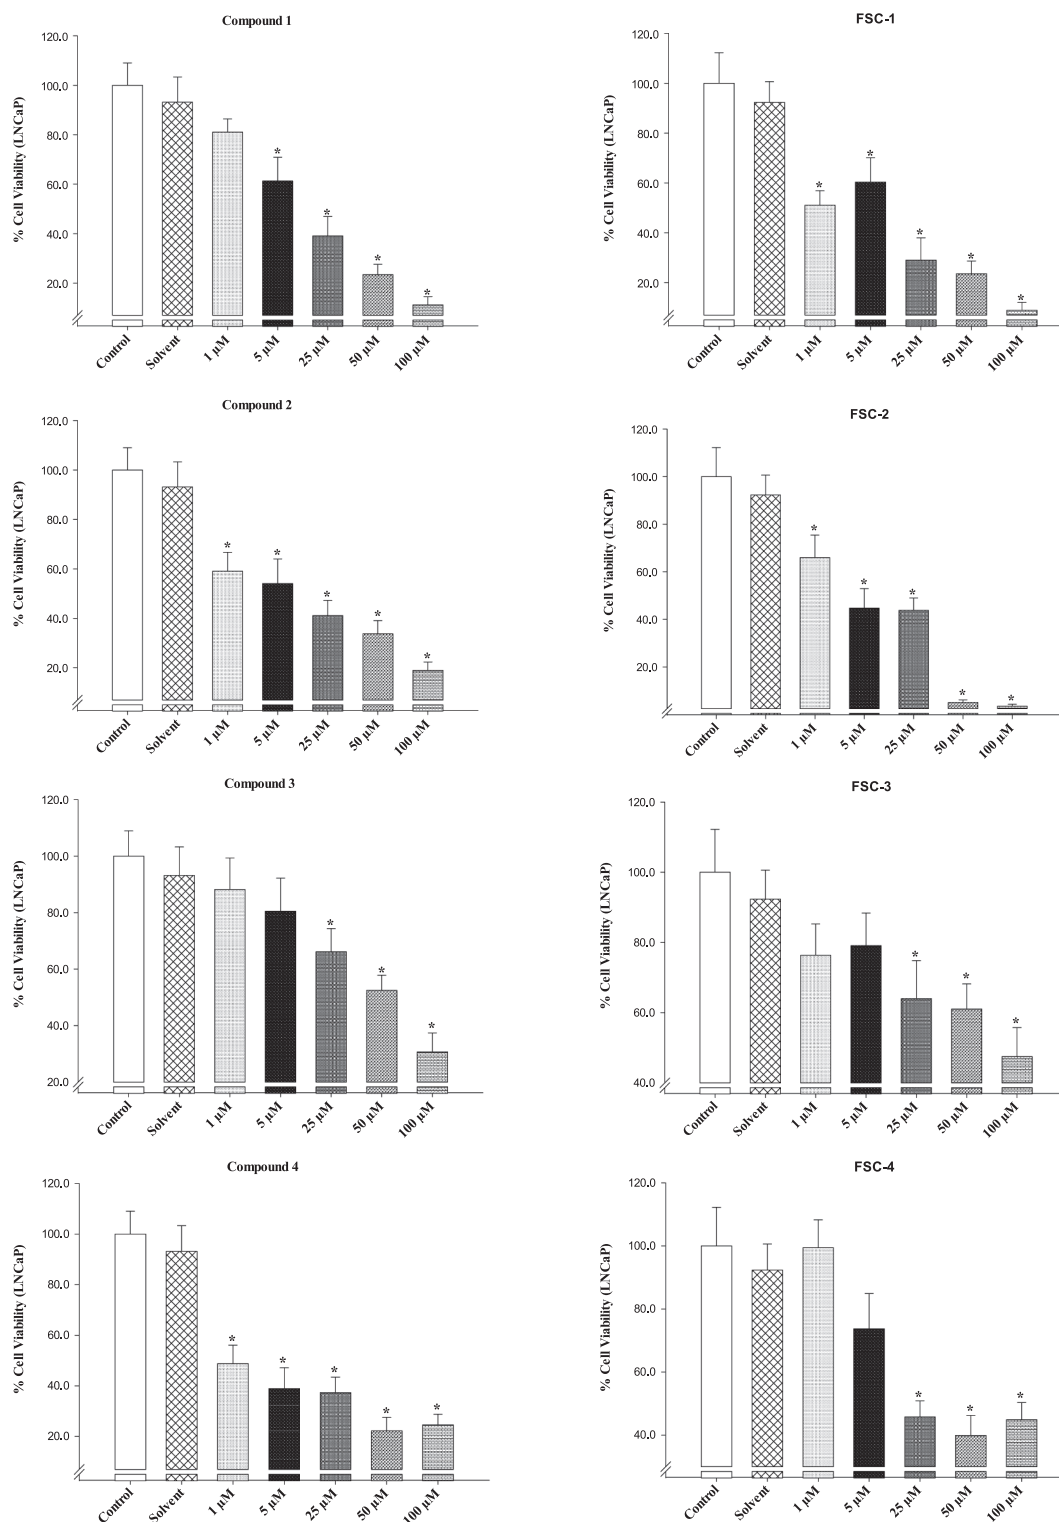 Compound 1
120.0
100.0
80.0
60.0
40.0
20.0
% Cell Viability (LNCaP)
*
*
*
*
Control
Solvent
1 µM
5 µM
25 µM
50 µM
100 µM
FSC-1
120.0
100.0
80.0
60.0
40.0
20.0
% Cell Viability (LNCaP)
*
*
*
*
*
Control
Solvent
1 µM
5 µM
25 µM
50 µM
100 µM
Compound 2
120.0
100.0
80.0
60.0
40.0
20.0
% Cell Viability (LNCaP)
*
*
*
*
*
Control
Solvent
1 µM
5 µM
25 µM
50 µM
100 µM
FSC-2
120.0
100.0
80.0
60.0
40.0
20.0
% Cell Viability (LNCaP)
*
*
*
*
*
Control
Solvent
1 µM
5 µM
25 µM
50 µM
100 µM
Compound 3
120.0
100.0
80.0
60.0
40.0
20.0
% Cell Viability (LNCaP)
*
*
*
Control
Solvent
1 µM
5 µM
25 µM
50 µM
100 µM
FSC-3
120.0
100.0
80.0
60.0
40.0
% Cell Viability (LNCaP)
*
*
*
Control
Solvent
1 µM
5 µM
25 µM
50 µM
100 µM
Compound 4
120.0
100.0
80.0
60.0
40.0
20.0
% Cell Viability (LNCaP)
*
*
*
*
*
Control
Solvent
1 µM
5 µM
25 µM
50 µM
100 µM
FSC-4
120.0
100.0
80.0
60.0
40.0
% Cell Viability (LNCaP)
*
*
*
Control
Solvent
1 µM
5 µM
25 µM
50 µM
100 µM